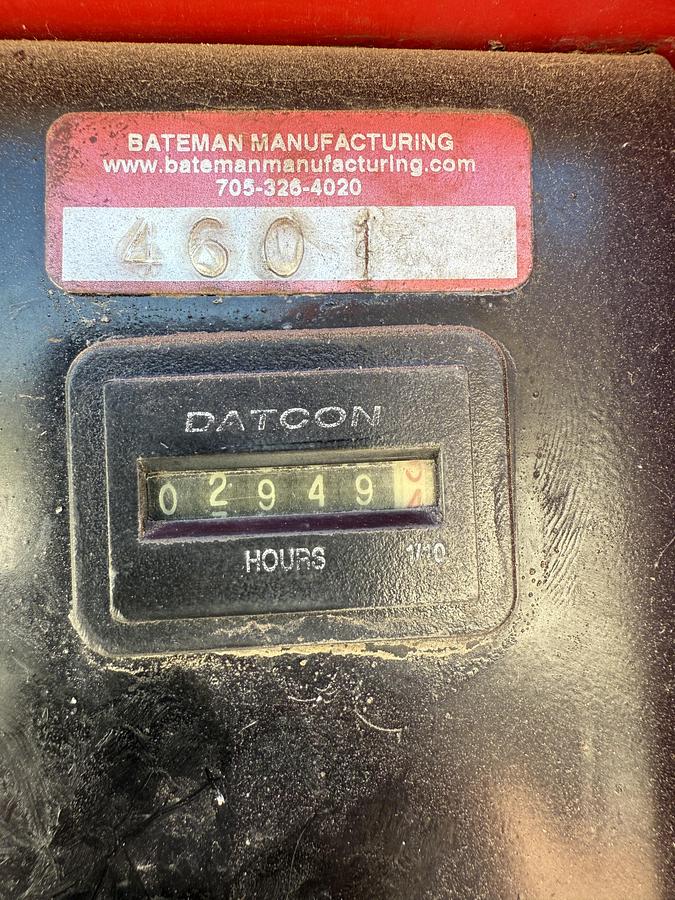 BATEMAN MANUFACTURING
www.batemanmanufacturing.com
705-326-4020
4601
DATCON
02949
HOURS 1/10